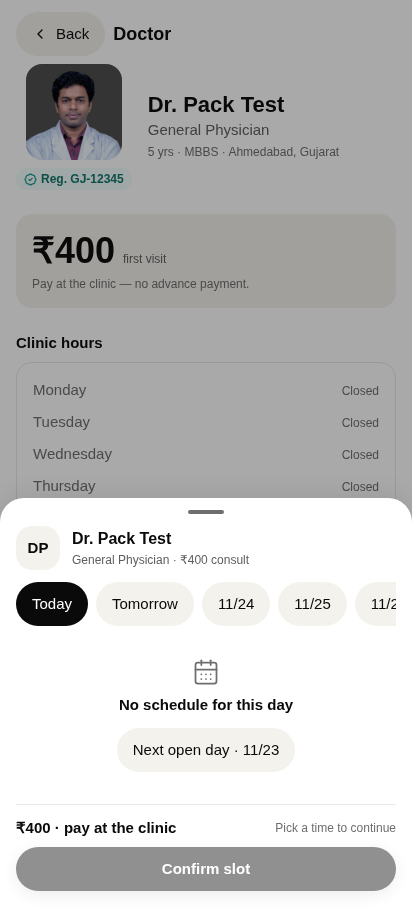 Back
Doctor
Dr. Pack Test
General Physician
5 yrs · MBBS · Ahmedabad, Gujarat
Reg. GJ-12345
₹400 first visit
Pay at the clinic — no advance payment.
Clinic hours
Monday Closed
Tuesday Closed
Wednesday Closed
Thursday Closed
DP
Dr. Pack Test
General Physician · ₹400 consult
Today Tomorrow 11/24 11/25 11/2
No schedule for this day
Next open day · 11/23
₹400 · pay at the clinic
Pick a time to continue
Confirm slot